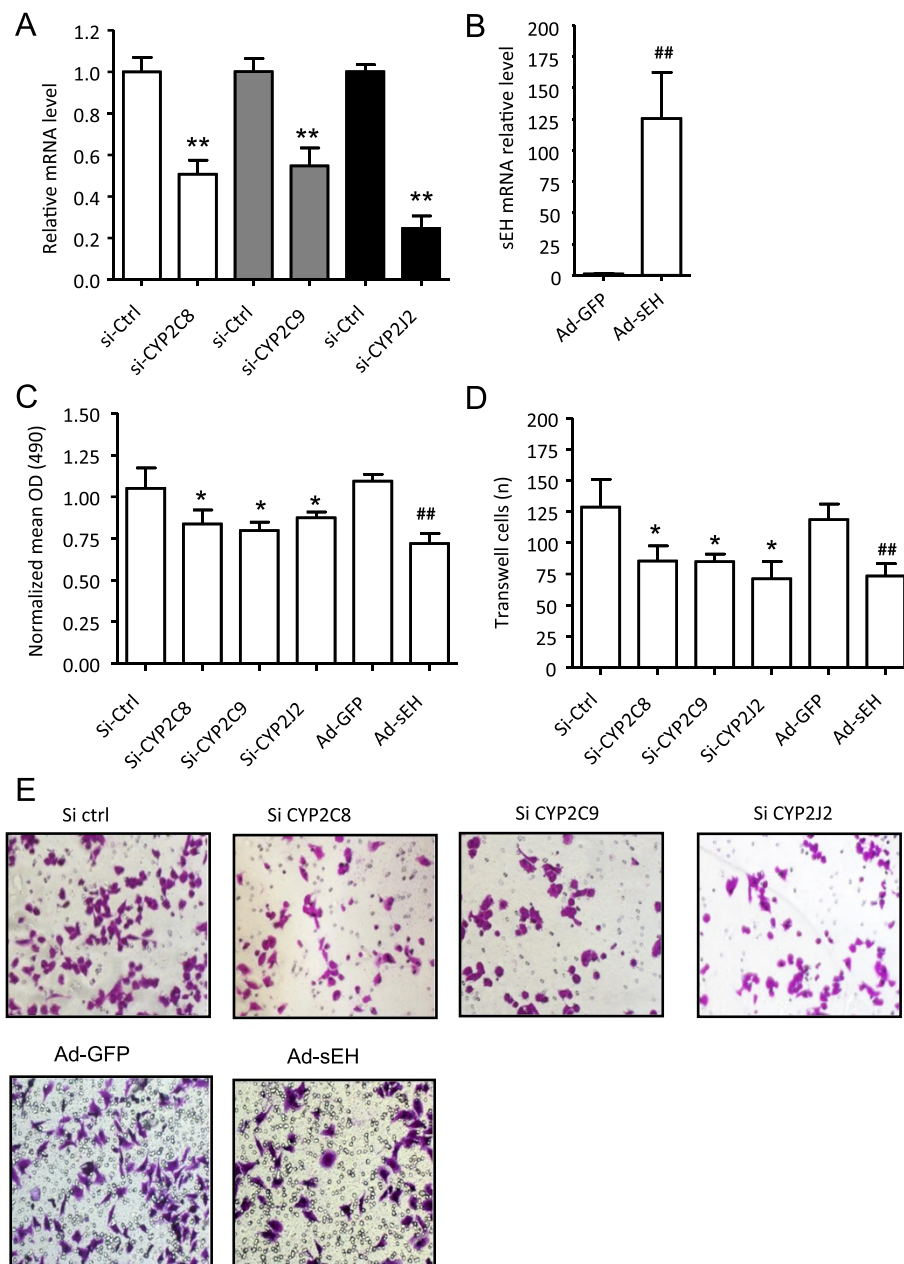 A
Relative mRNA level
1.2
1.0
0.8
0.6
0.4
0.2
0.0
**
**
**
si-Ctrl
si-CYP2C8
si-Ctrl
si-CYP2C9
si-Ctrl
si-CYP2J2
B
sEH mRNA relative level
200
175
150
125
100
75
50
25
0
##
Ad-GFP
Ad-sEH
C
Normalized mean OD (490)
1.50
1.25
1.00
0.75
0.50
0.25
0.00
*
*
*
##
Si-Ctrl
Si-CYP2C8
Si-CYP2C9
Si-CYP2J2
Ad-GFP
Ad-sEH
D
Transwell cells (n)
200
175
150
125
100
75
50
25
0
*
*
*
##
Si-Ctrl
Si-CYP2C8
Si-CYP2C9
Si-CYP2J2
Ad-GFP
Ad-sEH
E
Si ctrl
Si CYP2C8
Si CYP2C9
Si CYP2J2
Ad-GFP
Ad-sEH